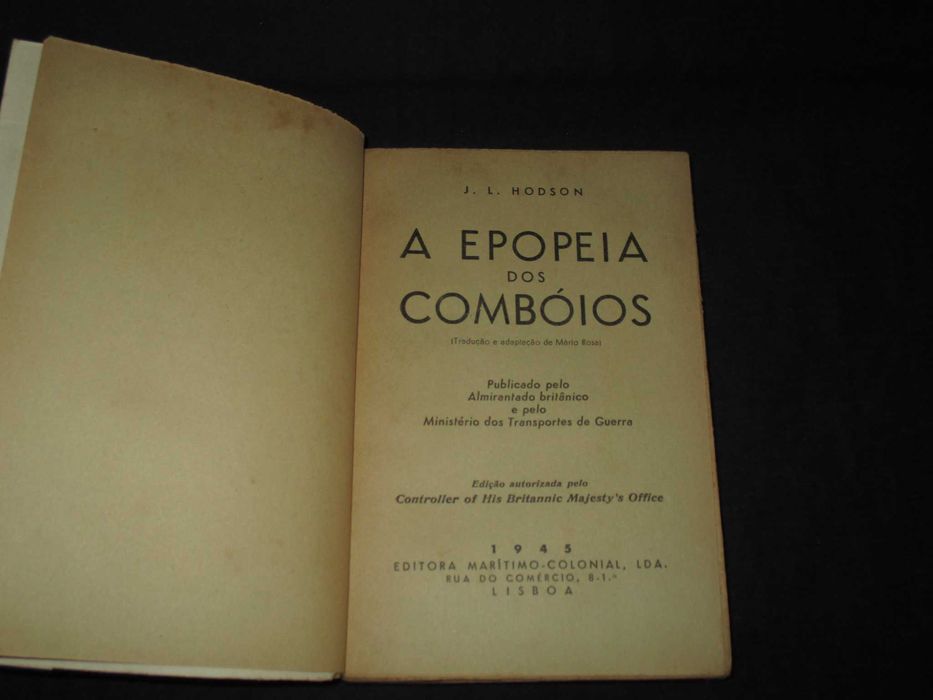 J. L. HODSON
A EPOPEIA
DOS
COMBÓIOS
(Tradução e adaptação de Mário Rosa)
Publicado pelo
Almirantado britânico
e pelo
Ministério dos Transportes de Guerra
Edição autorizada pelo
Controller of His Britannic Majesty's Office
1945
EDITORA MARÍTIMO-COLONIAL, LDA.
RUA DO COMÉRCIO, 8-1.º
LISBOA